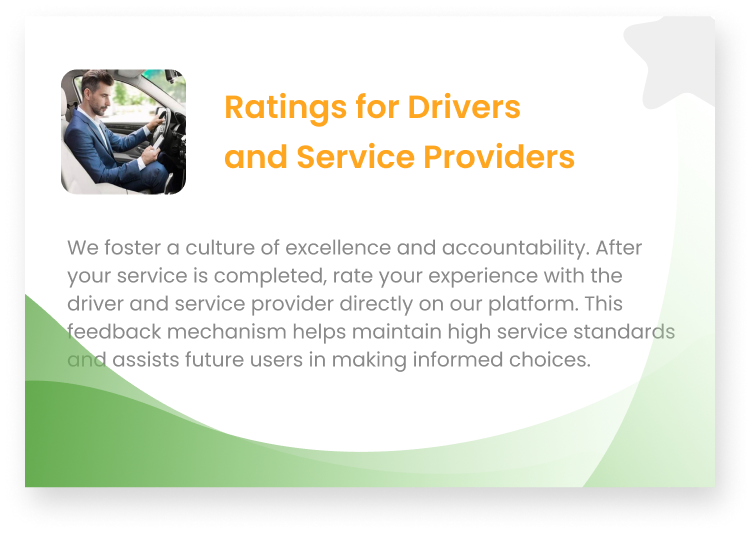 Ratings for Drivers
and Service Providers
We foster a culture of excellence and accountability. After
your service is completed, rate your experience with the
driver and service provider directly on our platform. This
feedback mechanism helps maintain high service standards
and assists future users in making informed choices.